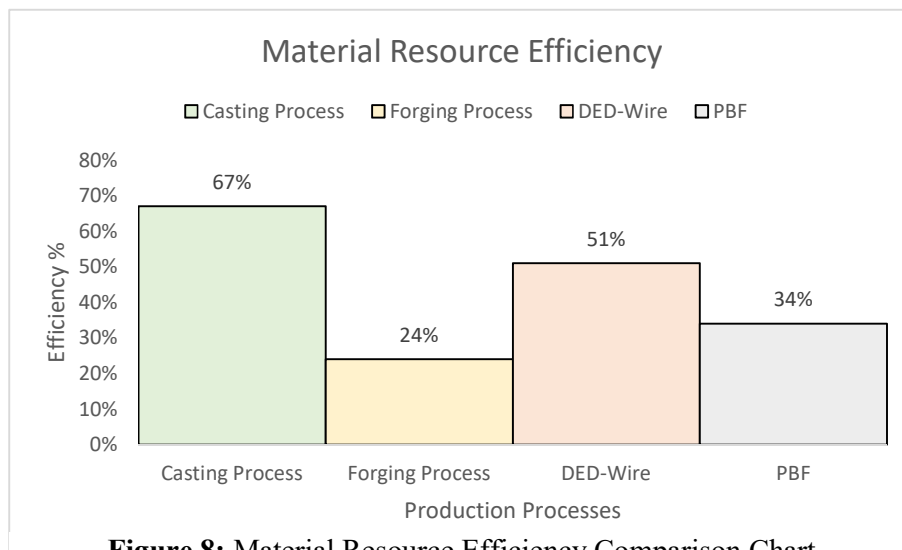 Material Resource Efficiency
Casting Process Forging Process DED-Wire PBF
80%
70%
60%
50%
40%
30%
20%
10%
0%
Efficiency %
67%
24%
51%
34%
Casting Process Forging Process DED-Wire PBF
Production Processes
Figure 8: Material Resource Efficiency Comparison Chart